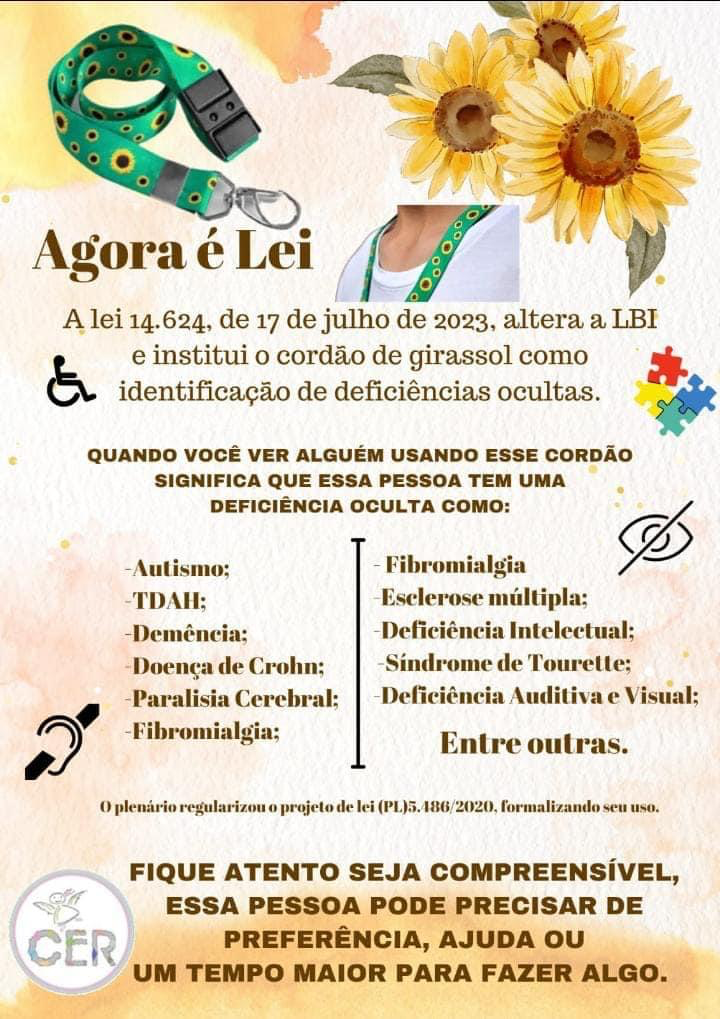 Agora é Lei
A lei 14.624, de 17 de julho de 2023, altera a LBI
e institui o cordão de girassol como
identificação de deficiências ocultas.
QUANDO VOCÊ VER ALGUÉM USANDO ESSE CORDÃO
SIGNIFICA QUE ESSA PESSOA TEM UMA
DEFICIÊNCIA OCULTA COMO:
-Autismo;
-TDAH;
-Demência;
-Doença de Crohn;
-Paralisia Cerebral;
-Fibromialgia;
- Fibromialgia
-Esclerose múltipla;
-Deficiência Intelectual;
-Síndrome de Tourette;
-Deficiência Auditiva e Visual;
Entre outras.
O plenário regularizou o projeto de lei (PL)5.486/2020, formalizando seu uso.
FIQUE ATENTO SEJA COMPREENSÍVEL,
ESSA PESSOA PODE PRECISAR DE
PREFERÊNCIA, AJUDA OU
UM TEMPO MAIOR PARA FAZER ALGO.
CER